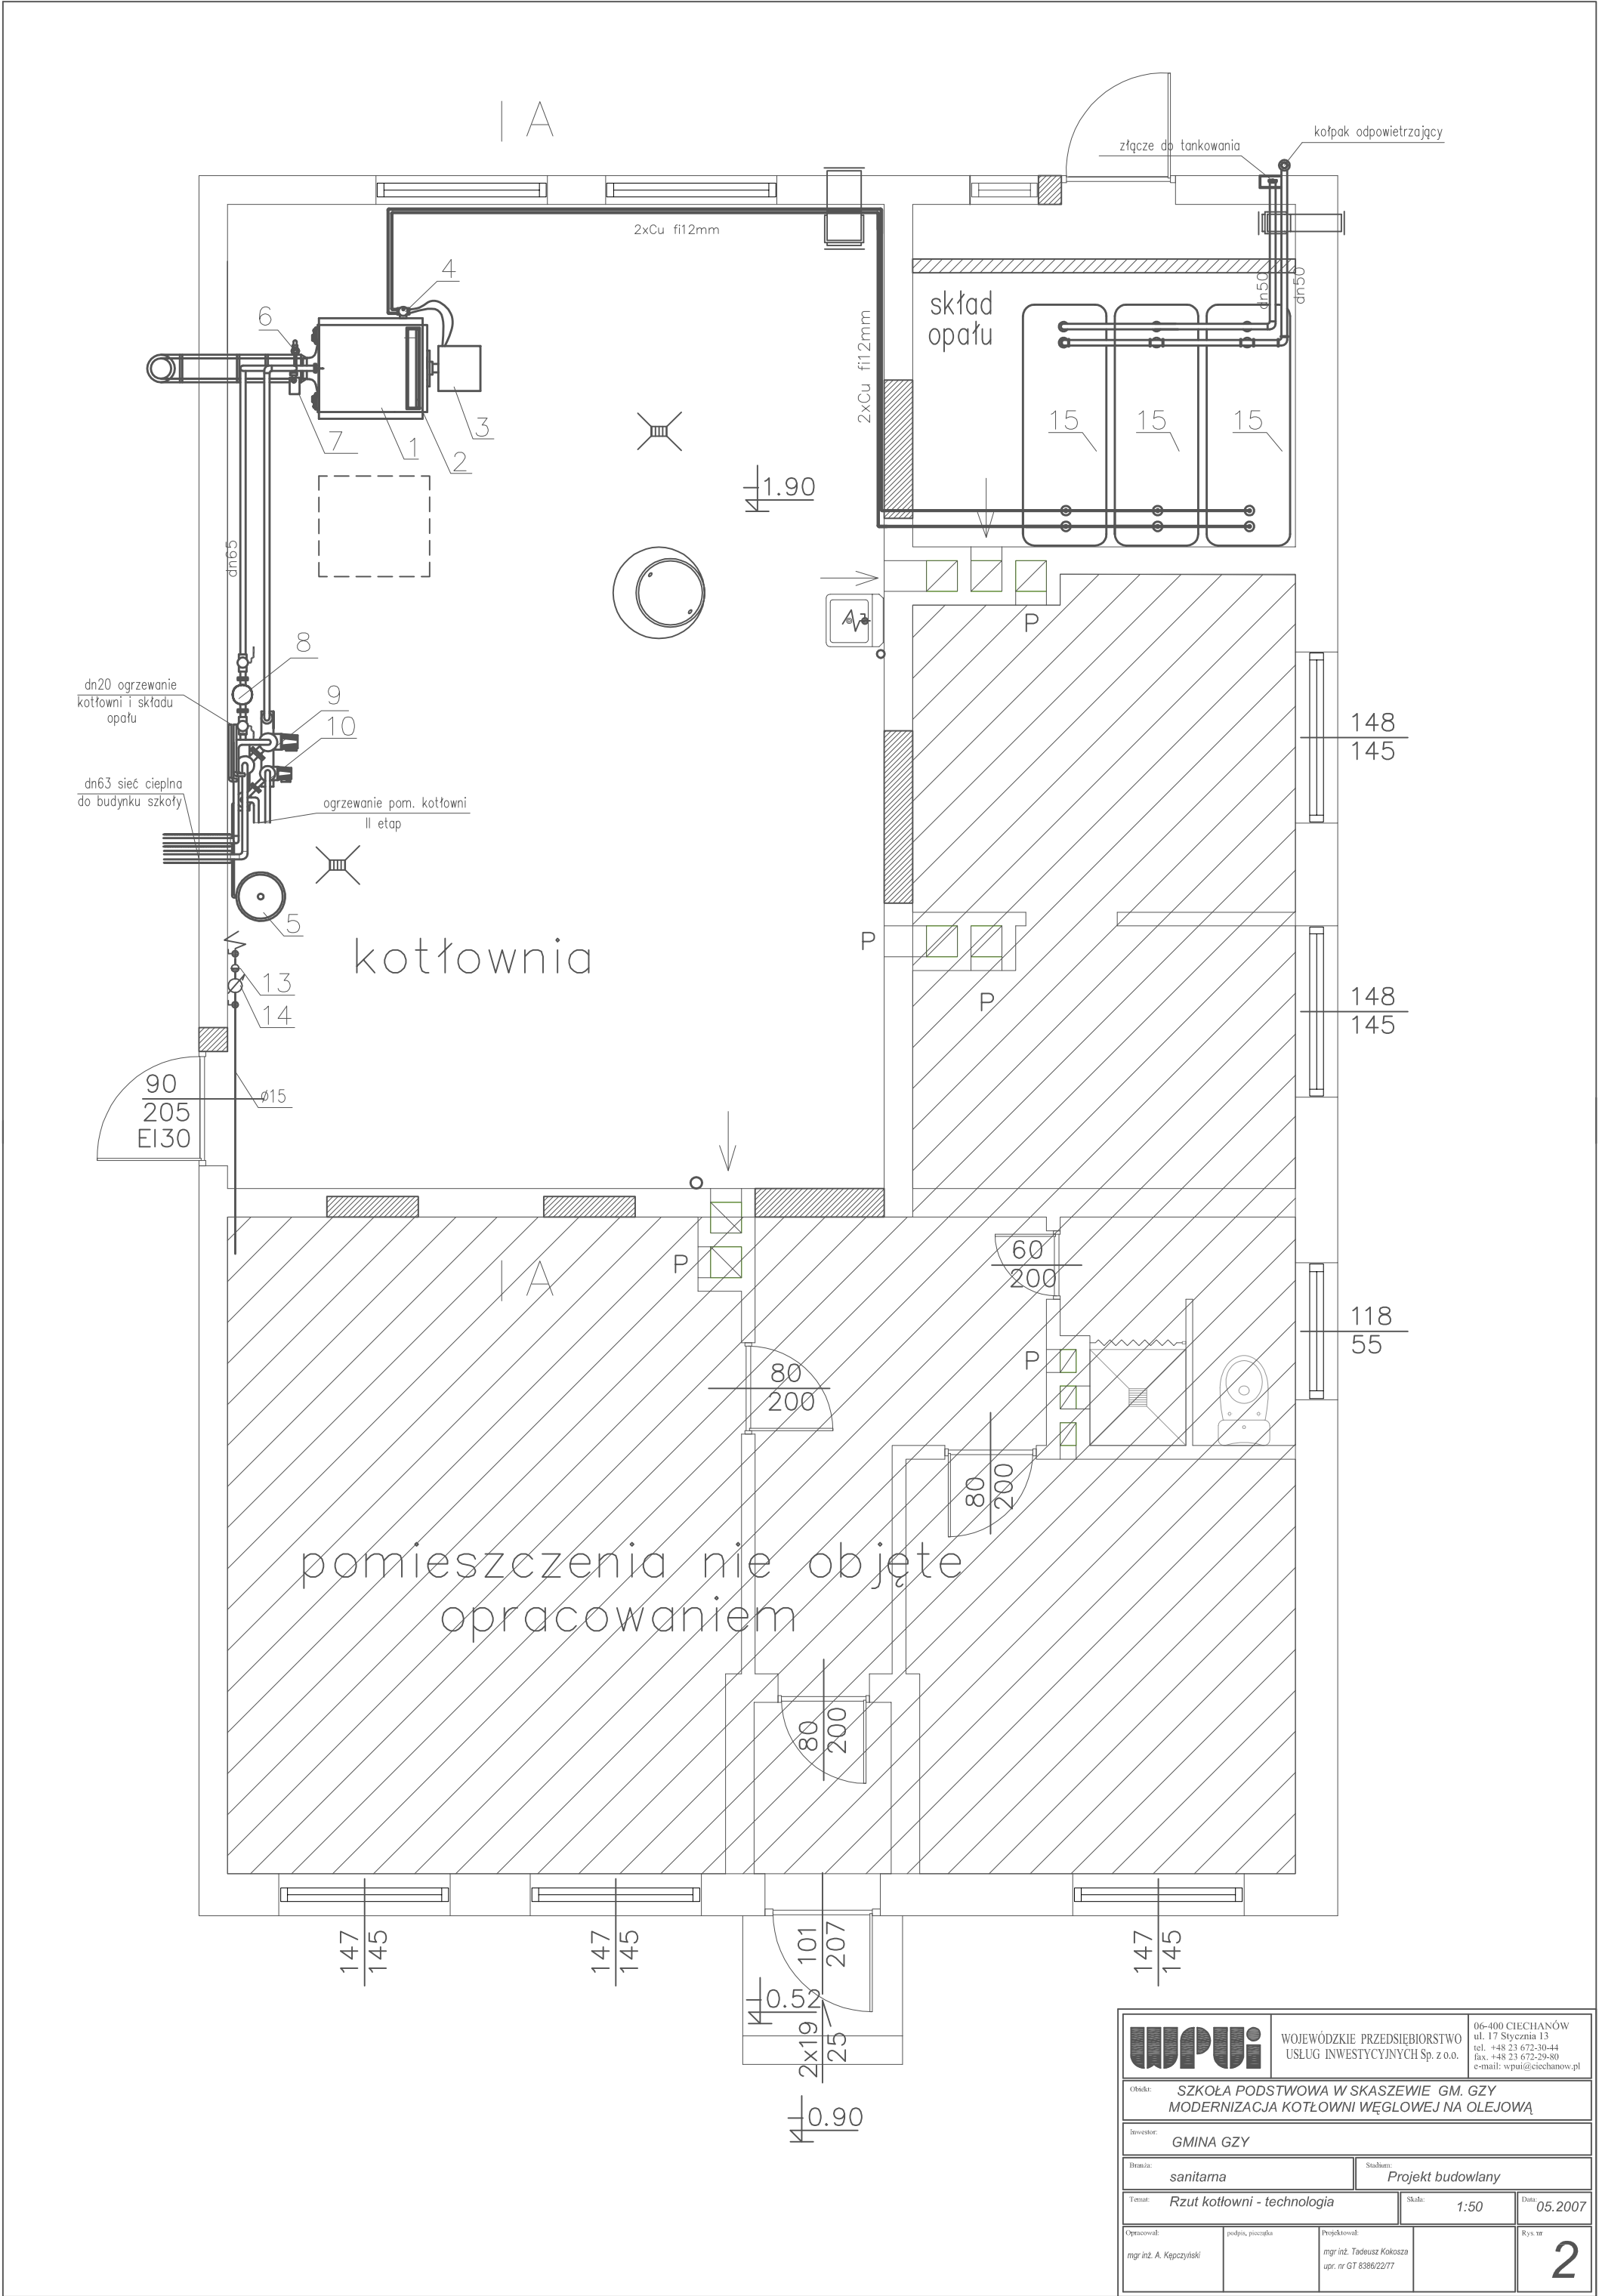 A
kołpak odpowietrzający
złącze do tankowania
2xCu fi12mm
4
6
skład
opału
dn50
dn50
2xCu fi12mm
7
1
2
3
15
15
15
1.90
dn65
P
8
dn20 ogrzewanie
kotłowni i składu
opału
9
10
148
145
dn63 sieć cieplna
do budynku szkoły
ogrzewanie pom. kotłowni
II etap
5
P
kotłownia
13
14
P
148
145
90
205
EI30
ø15
A
P
60
200
118
55
P
80
200
80
200
pomieszczenia nie objęte
opracowaniem
80
200
147
145
147
145
101
207
147
145
0.52
2x19
25
0.90
wpui
WOJEWÓDZKIE PRZEDSIĘBIORSTWO
USŁUG INWESTYCYJNYCH Sp. z o.o.
06-400 CIECHANÓW
ul. 17 Stycznia 13
tel. +48 23 672-30-44
fax. +48 23 672-29-80
e-mail: wpui@ciechanow.pl
Obiekt:
SZKOŁA PODSTWOWA W SKASZEWIE GM. GZY
MODERNIZACJA KOTŁOWNI WĘGLOWEJ NA OLEJOWĄ
Inwestor:
GMINA GZY
Branża:
sanitarna
Stadium:
Projekt budowlany
Temat:
Rzut kotłowni - technologia
Skala:
1:50
Data:
05.2007
Opracował:
mgr inż. A. Kępczyński
podpis, pieczątka
Projektował:
mgr inż. Tadeusz Kokosza
upr. nr GT 8386/22/77
Rys. nr
2